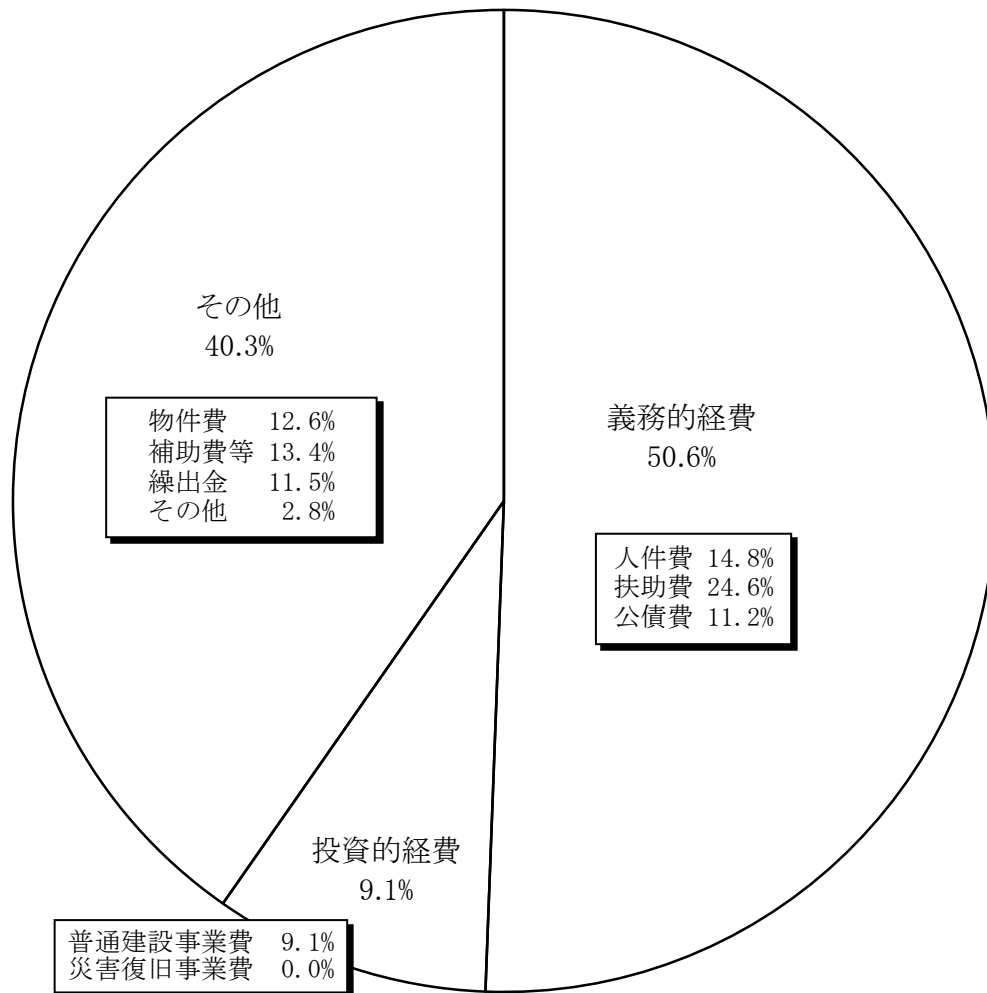 その他
40.3%
物件費 12.6%
補助費等 13.4%
繰出金 11.5%
その他 2.8%
義務的経費
50.6%
人件費 14.8%
扶助費 24.6%
公債費 11.2%
投資的経費
9.1%
普通建設事業費 9.1%
災害復旧事業費 0.0%